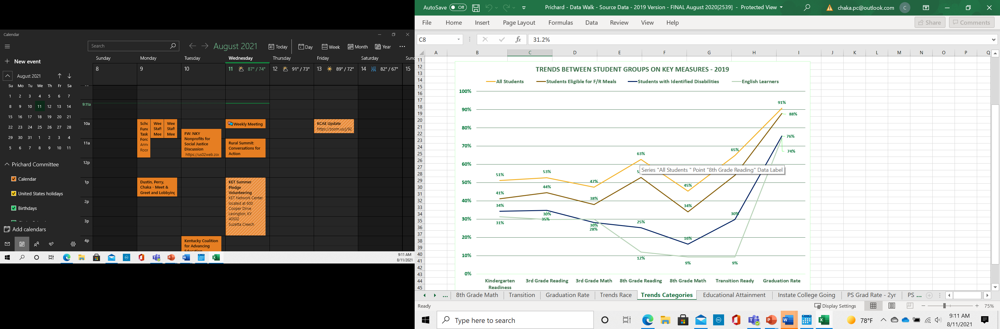 Calendar
Search
August 2021
Today
Day
Week
Month
Year
New event
August 2021
Su Mo Tu We Th Fr Sa
1 2 3 4 5 6 7
8 9 10 11 12 13 14
15 16 17 18 19 20 21
22 23 24 25 26 27 28
29 30 31 1 2 3 4
5 6 7 8 9 10 11
Prichard Committee
Calendar
United States holidays
Birthdays
Add calendars
Sunday Monday Tuesday Wednesday Thursday Friday Saturday Sunc
8 9 10 11 87° / 74° 12 91° / 73° 13 89° / 72° 14 82° / 67° 15
9:11a
10a
11a
12p
1p
2p
3p
4p
Scho
Func
Task
Forc
Anne
Roor
Wee
Staff
Mee
Wee
Staff
Mee
Dustin, Perry,
Chaka - Meet &
Greet and Lobbying
FW: NKY
Nonprofits for
Social Justice
Discussion
https://us02web.zoo
Kentucky Coalition
for Advancing
Education
Weekly Meeting
Rural Summit:
Conversations for
Action
KET Summer
Pledge
Volunteering
KET Network Center
located at 600
Cooper Drive
Lexington, KY
40502
Suzetta Creech
KCAE Update
https://zoom.us/j/92
9:11 AM
8/11/2021
AutoSave Off
Prichard - Data Walk - Source Data - 2019 Version - FINAL August 2020[2539] - Protected View
chaka.pc@outlook.com
C
File Home Insert Page Layout Formulas Data Review View Help
Share
Comments
C8
fx
31.2%
A B C D E F G H I J K L M N O P Q
11
12
13
14
15
16
17
18
19
20
21
22
23
24
25
26
27
28
29
30
31
32
33
34
35
36
37
38
39
40
41
42
43
44
45
TRENDS BETWEEN STUDENT GROUPS ON KEY MEASURES - 2019
All Students Students Eligible for F/R Meals Students with Identified Disabilities English Learners
100%
90%
80%
70%
60%
50%
40%
30%
20%
10%
0%
51%
41%
34%
31%
53%
44%
30%
35%
47%
38%
30%
28%
63%
25%
12%
45%
34%
16%
9%
65%
30%
9%
91%
88%
76%
74%
Series "All Students " Point "8th Grade Reading" Data Label
Kindergarten
Readiness
3rd Grade Reading
3rd Grade Math
8th Grade Reading
8th Grade Math
Transition Ready
Graduation Rate
... 8th Grade Math Transition Graduation Rate Trends Race Trends Categories Educational Attainment Instate College Going PS Grad Rate - 2yr PS ...
Ready
Display Settings
75%
Type here to search
78°F
9:11 AM
8/11/2021